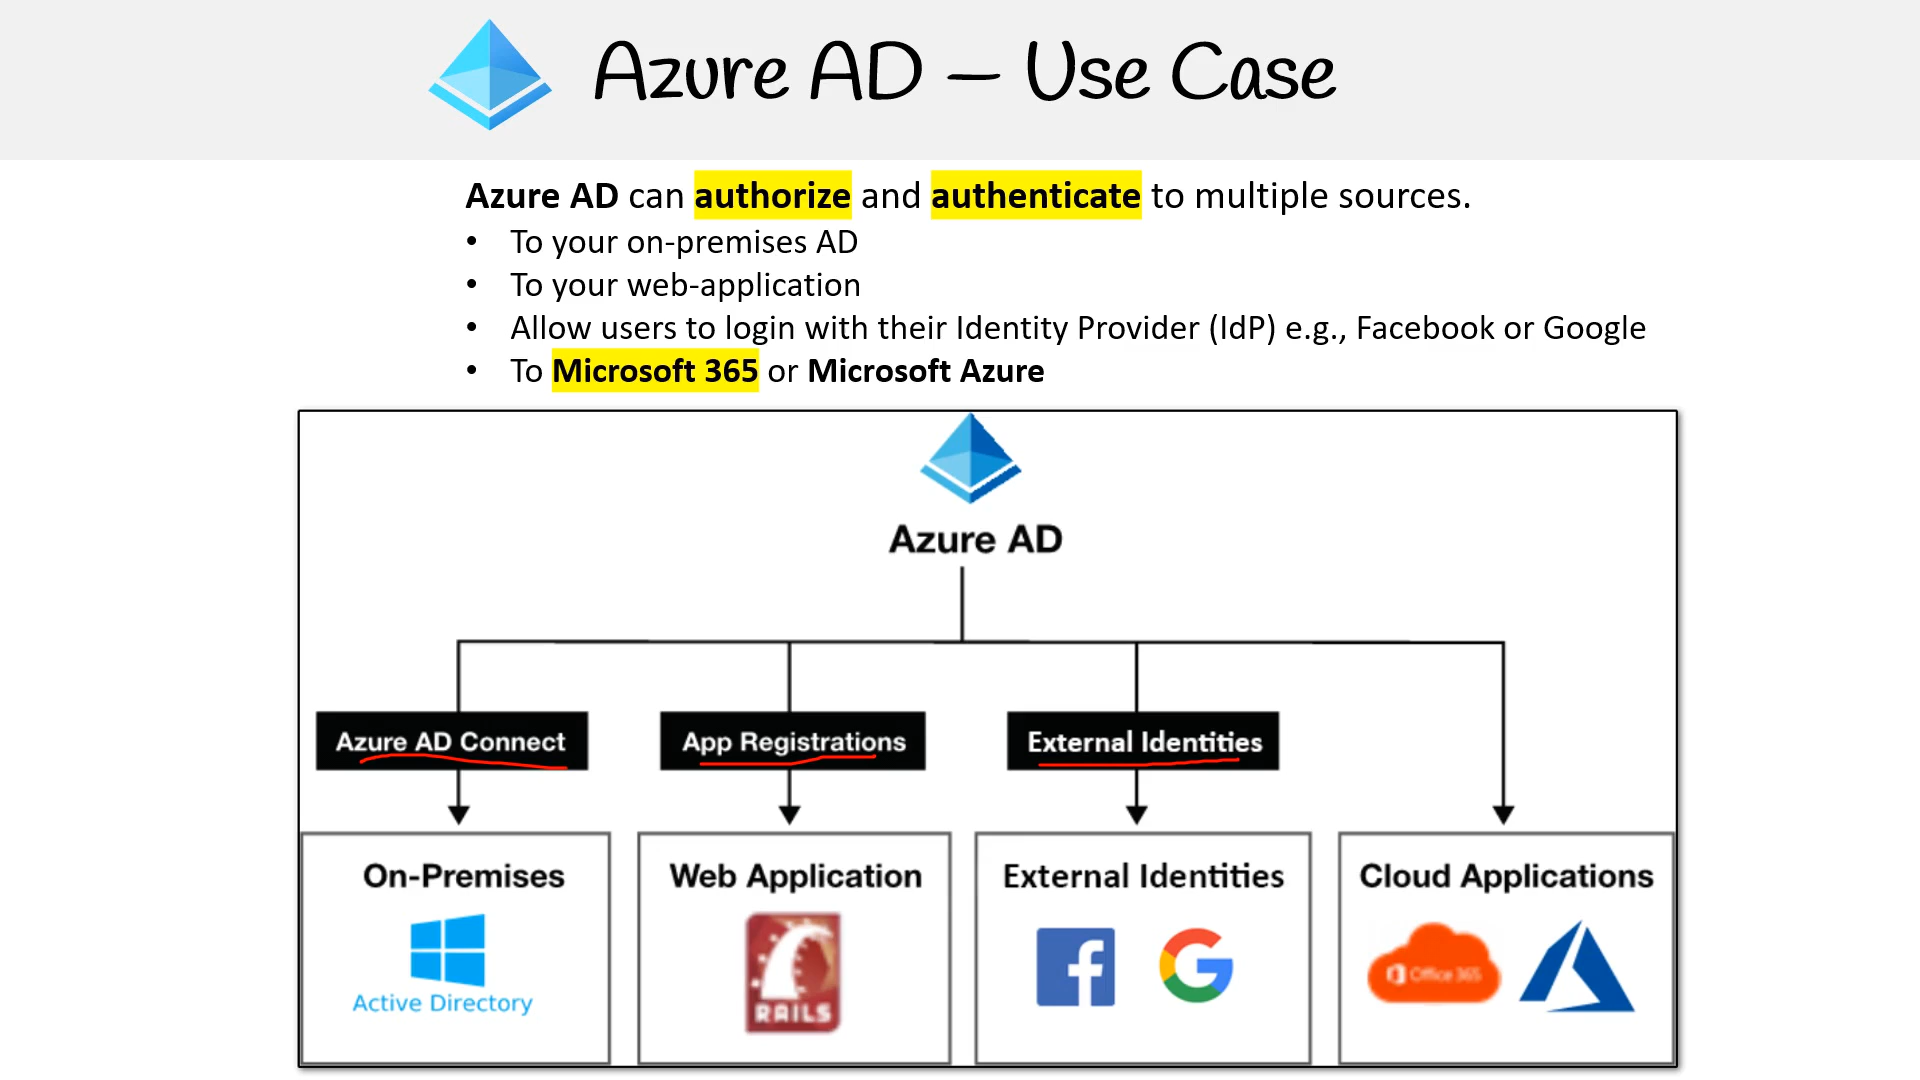 Azure AD – Use Case
Azure AD can authorize and authenticate to multiple sources.
• To your on-premises AD
• To your web-application
• Allow users to login with their Identity Provider (IdP) e.g., Facebook or Google
• To Microsoft 365 or Microsoft Azure
Azure AD
Azure AD Connect
App Registrations
External Identities
On-Premises
Web Application
External Identities
Cloud Applications
Active Directory
RAILS
Office 365